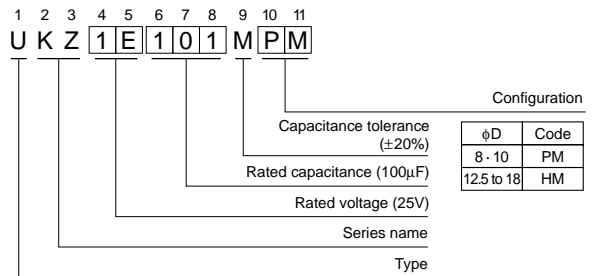 1 2 3 4 5 6 7 8 9 10 11
U K Z 1 E 1 0 1 M P M
Configuration
Capacitance tolerance
(±20%)
Rated capacitance (100µF)
Rated voltage (25V)
Series name
Type
ϕD Code
8 · 10 PM
12.5 to 18 HM